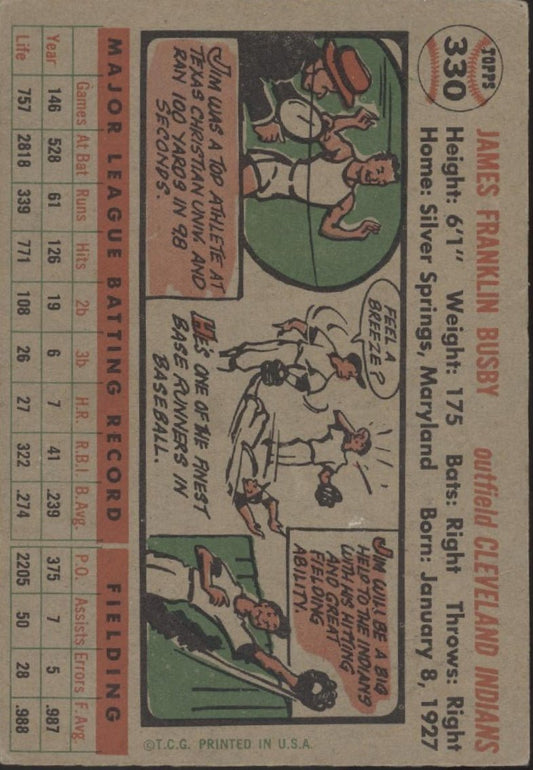 TOPPS
330
JAMES FRANKLIN BUSBY outfield CLEVELAND INDIANS
Height: 6'1" Weight: 175 Bats: Right Throws: Right
Home: Silver Springs, Maryland Born: January 8, 1927
JIM WAS A TOP ATHLETE AT
TEXAS CHRISTIAN UNIV. AND
RAN 100 YARDS IN 9.8
SECONDS.
FEEL A
BREEZE?
HE'S ONE OF THE FINEST
BASE RUNNERS IN
BASEBALL.
JIM WILL BE A BIG
HELP TO THE INDIANS
WITH HIS HITTING
AND GREAT
FIELDING
ABILITY.
MAJOR LEAGUE BATTING RECORD FIELDING
Games At Bat Runs Hits 2b 3b H.R. R.B.I. B.Avg. P.O. Assists Errors F. Avg.
Year 146 528 61 126 19 6 7 41 .239 375 7 5 .987
Life 757 2818 339 771 108 26 27 322 .274 2205 50 28 .988
©T.C.G. PRINTED IN U.S.A.